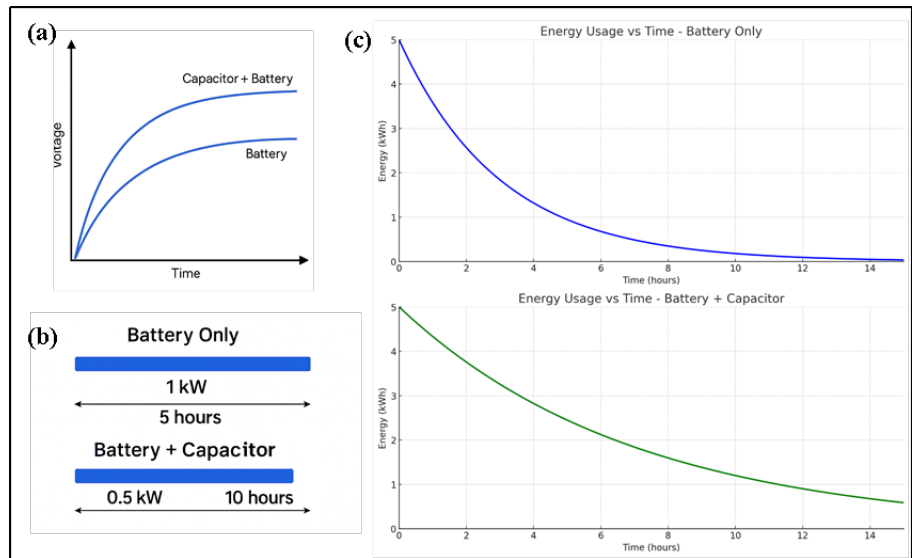 (a)
Capacitor + Battery
Battery
voltage
Time
(b)
Battery Only
1 kW
5 hours
Battery + Capacitor
0.5 kW 10 hours
(c)
Energy Usage vs Time - Battery Only
Energy (kWh)
5
4
3
2
1
0
0 2 4 6 8 10 12 14
Time (hours)
Energy Usage vs Time - Battery + Capacitor
Energy (kWh)
5
4
3
2
1
0
0 2 4 6 8 10 12 14
Time (hours)